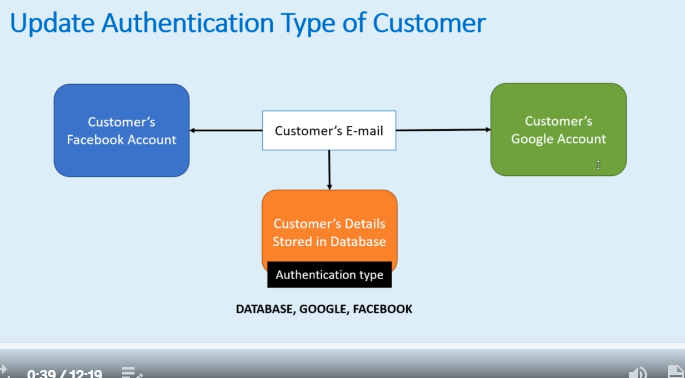 Update Authentication Type of Customer
Customer's
Facebook Account
Customer's E-mail
Customer's
Google Account
Customer's Details
Stored in Database
Authentication type
DATABASE, GOOGLE, FACEBOOK
0:39 / 12:19